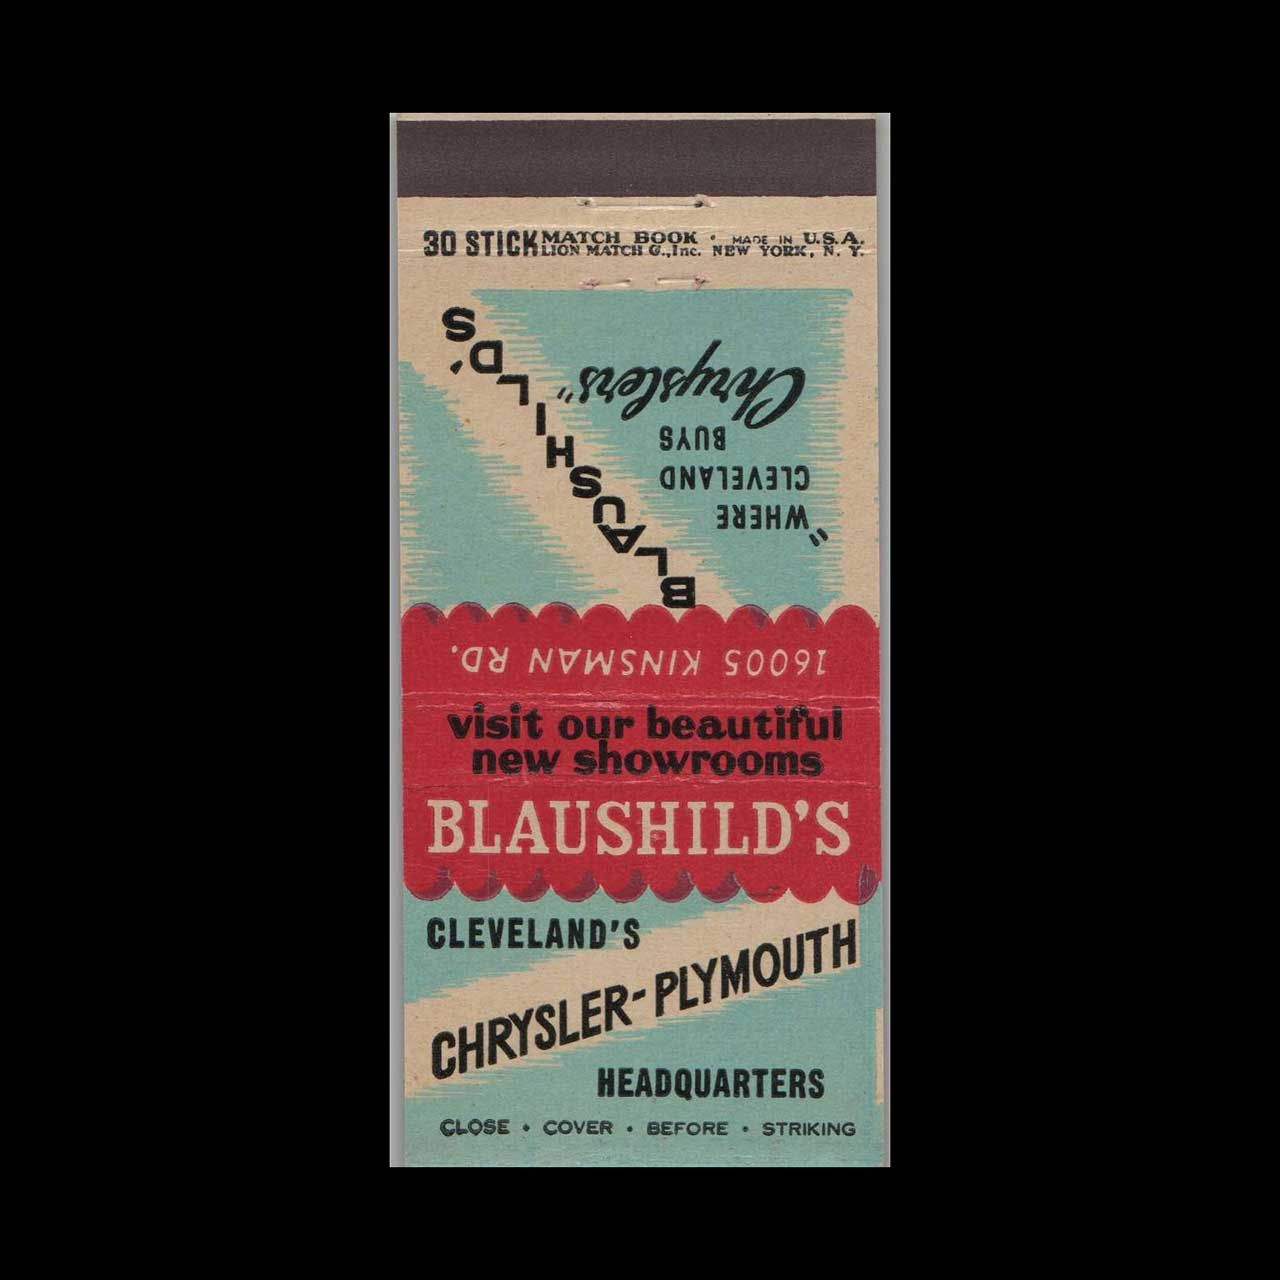 30 STICK MATCH BOOK • MADE IN U.S.A.
LION MATCH Co., Inc. NEW YORK, N. Y.
BLAUSHILD'S
"WHERE
CLEVELAND
BUYS
Chryslers"
16005 KINSMAN RD.
visit our beautiful
new showrooms
BLAUSHILD'S
CLEVELAND'S
CHRYSLER-PLYMOUTH
HEADQUARTERS
CLOSE • COVER • BEFORE • STRIKING